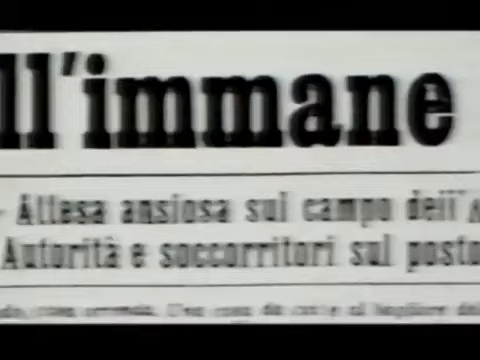 ll'immane
- Attesa ansiosa sul campo dell'A
Autorità e soccorritori sul posto